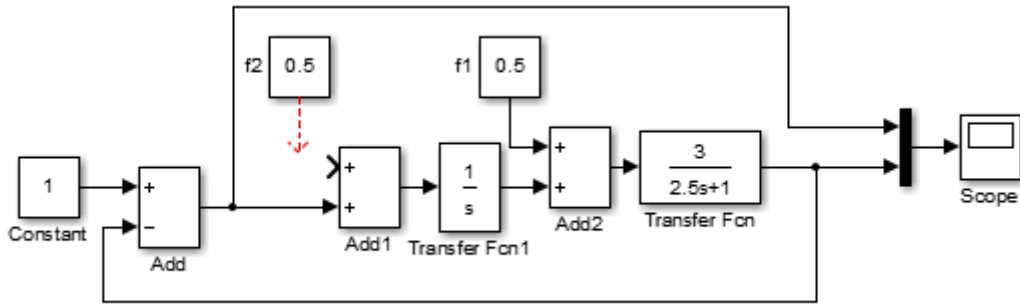 f2
0.5
f1
0.5
1
Constant
+
−
Add
+
+
Add1
1
s
Transfer Fcn1
+
+
Add2
3
2.5s+1
Transfer Fcn
Scope